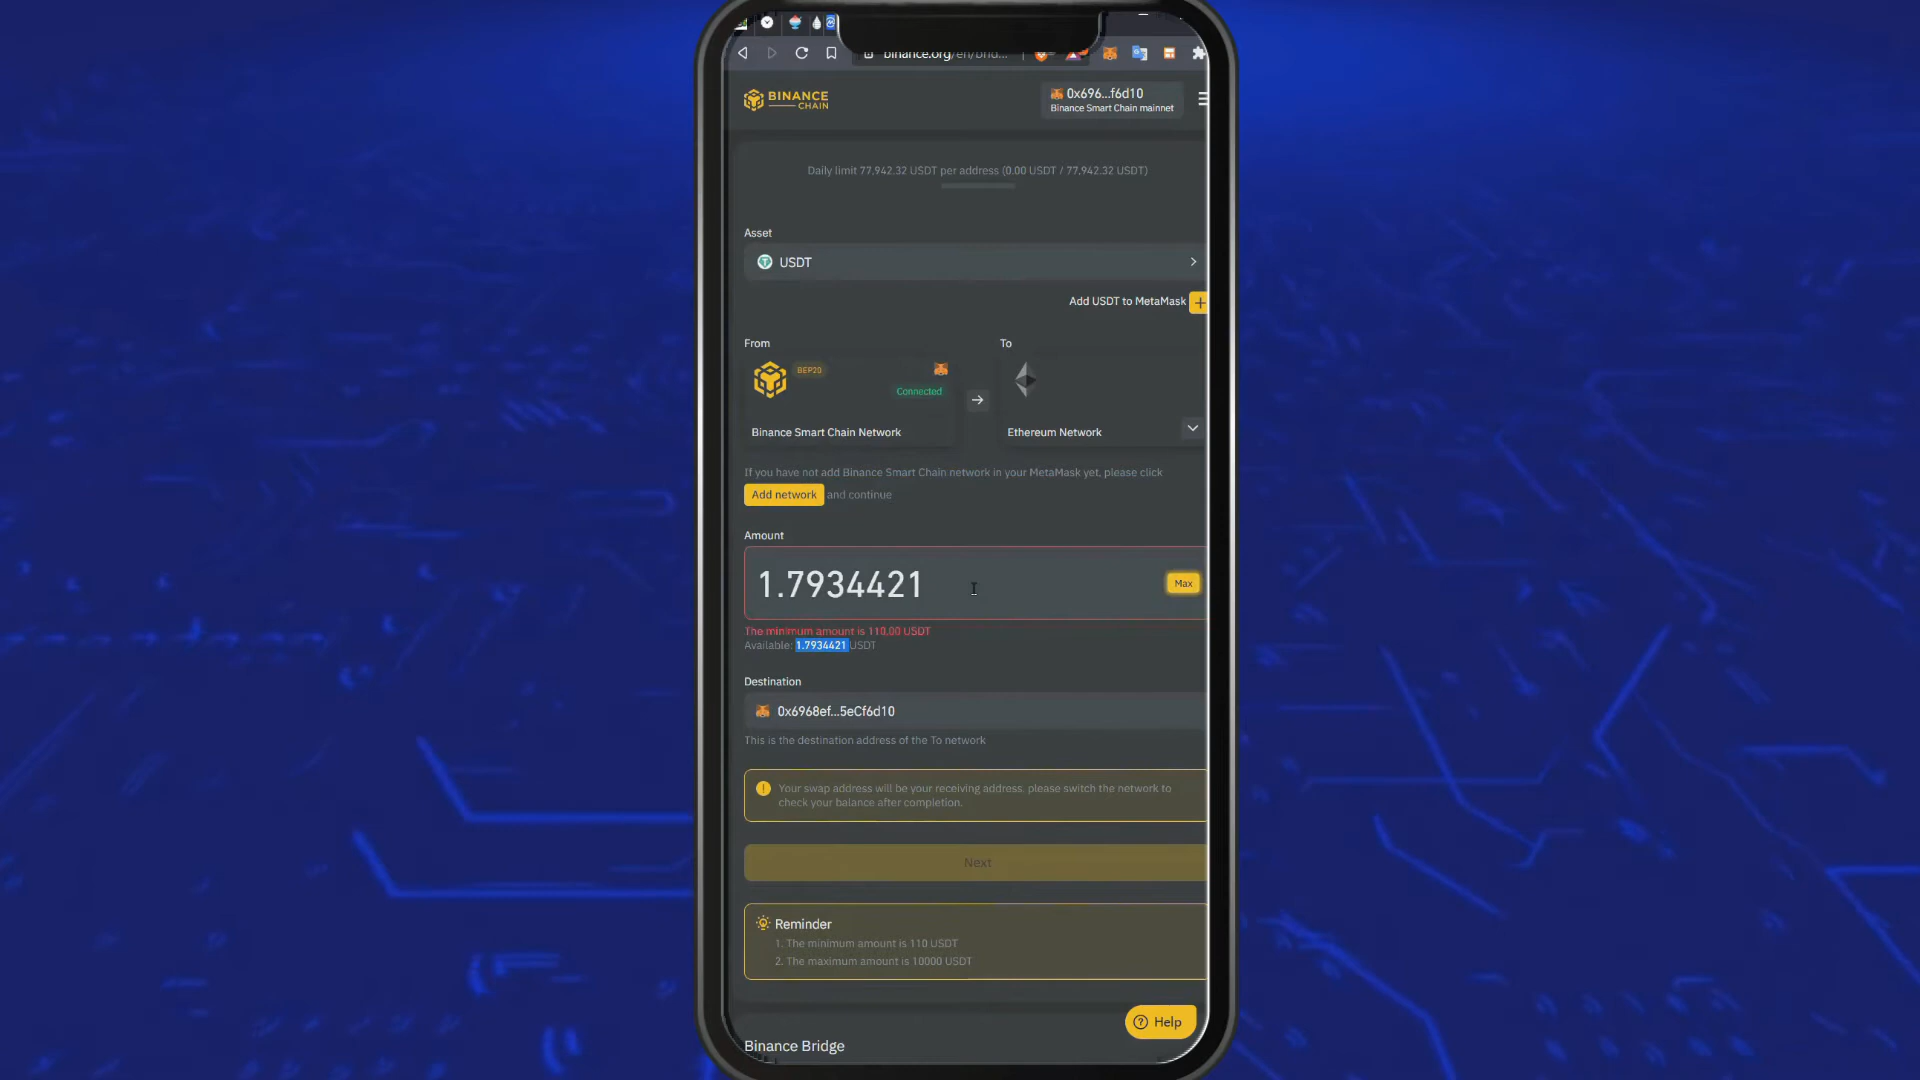 binance.org/en/brid...
BINANCE
CHAIN
0x696...f6d10
Binance Smart Chain mainnet
Daily limit 77,942.32 USDT per address (0.00 USDT / 77,942.32 USDT)
Asset
USDT
Add USDT to MetaMask +
From
To
BEP20
Connected
Binance Smart Chain Network
Ethereum Network
If you have not add Binance Smart Chain network in your MetaMask yet, please click
Add network and continue
Amount
1.7934421
Max
The minimum amount is 110.00 USDT
Available: 1.7934421 USDT
Destination
0x6968ef...5eCf6d10
This is the destination address of the To network
Your swap address will be your receiving address, please switch the network to
check your balance after completion.
Next
Reminder
1. The minimum amount is 110 USDT
2. The maximum amount is 10000 USDT
Help
Binance Bridge